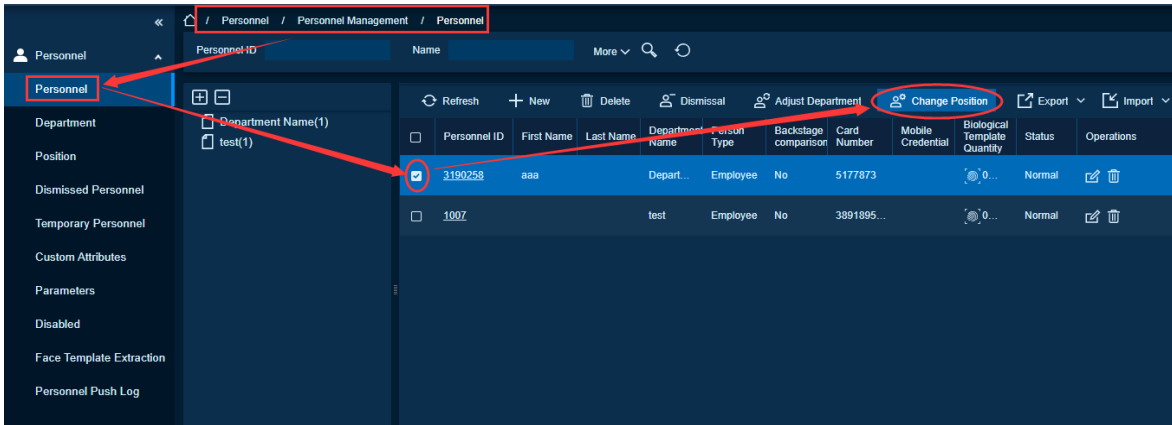 «
/ Personnel / Personnel Management / Personnel
Personnel ID Name More
Personnel
Personnel
Department
Position
Dismissed Personnel
Temporary Personnel
Custom Attributes
Parameters
Disabled
Face Template Extraction
Personnel Push Log
Department Name(1)
test(1)
Refresh New Delete Dismissal Adjust Department Change Position Export Import
Personnel ID First Name Last Name Department Name Person Type Backstage comparison Card Number Mobile Credential Biological Template Quantity Status Operations
3190258 aaa Depart... Employee No 5177873 0... Normal
1007 test Employee No 3891895... 0... Normal